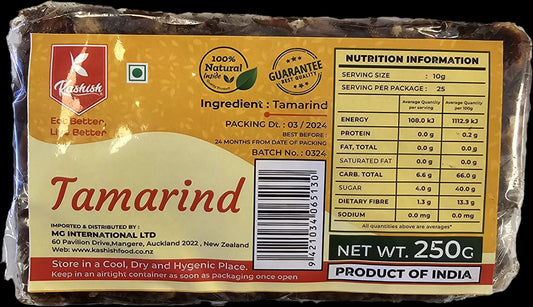 Kashish
Eat Better,
Live Better
100%
Natural
inside
GUARANTEE
BEST QUALITY
Ingredient : Tamarind
PACKING Dt. : 03 / 2024
BEST BEFORE :
24 MONTHS FROM DATE OF PACKING
BATCH No. : 0324
Tamarind
IMPORTED & DISTRIBUTED BY :
MG INTERNATIONAL LTD
60 Pavilion Drive,Mangere, Auckland 2022 , New Zealand
Web: www.kashishfood.co.nz
Store in a Cool, Dry and Hygenic Place.
Keep in an airtight container as soon as packaging once open
9 421034 065130
NUTRITION INFORMATION
SERVING SIZE : 10g
SERVING PER PACKAGE : 25
Average Quantity per serving Average Quantity per 100g
ENERGY 108.0 kJ 1112.9 kJ
PROTEIN 0.0 g 0.2 g
FAT, TOTAL 0.0 g 0.0 g
SATURATED FAT 0.0 g 0.0 g
CARB. TOTAL 6.6 g 66.0 g
SUGAR 4.0 g 40.0 g
DIETARY FIBRE 1.3 g 13.3 g
SODIUM 0.0 mg 0.0 mg
All quantities above are averages*
NET WT. 250G
PRODUCT OF INDIA